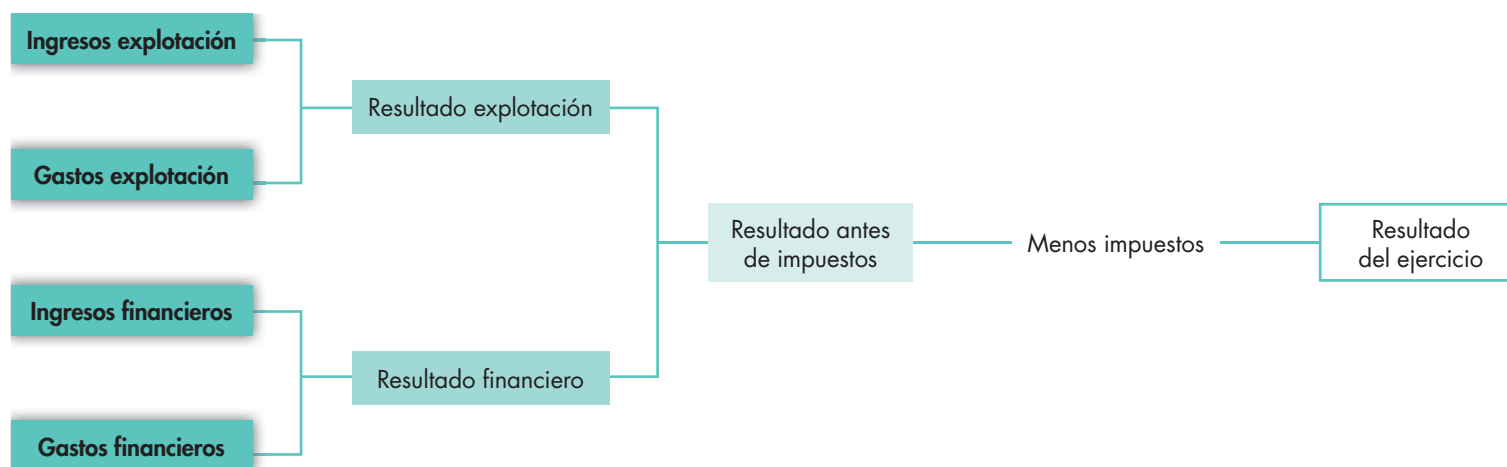 Ingresos explotación
Resultado explotación
Gastos explotación
Resultado antes
de impuestos
Menos impuestos
Resultado
del ejercicio
Ingresos financieros
Resultado financiero
Gastos financieros